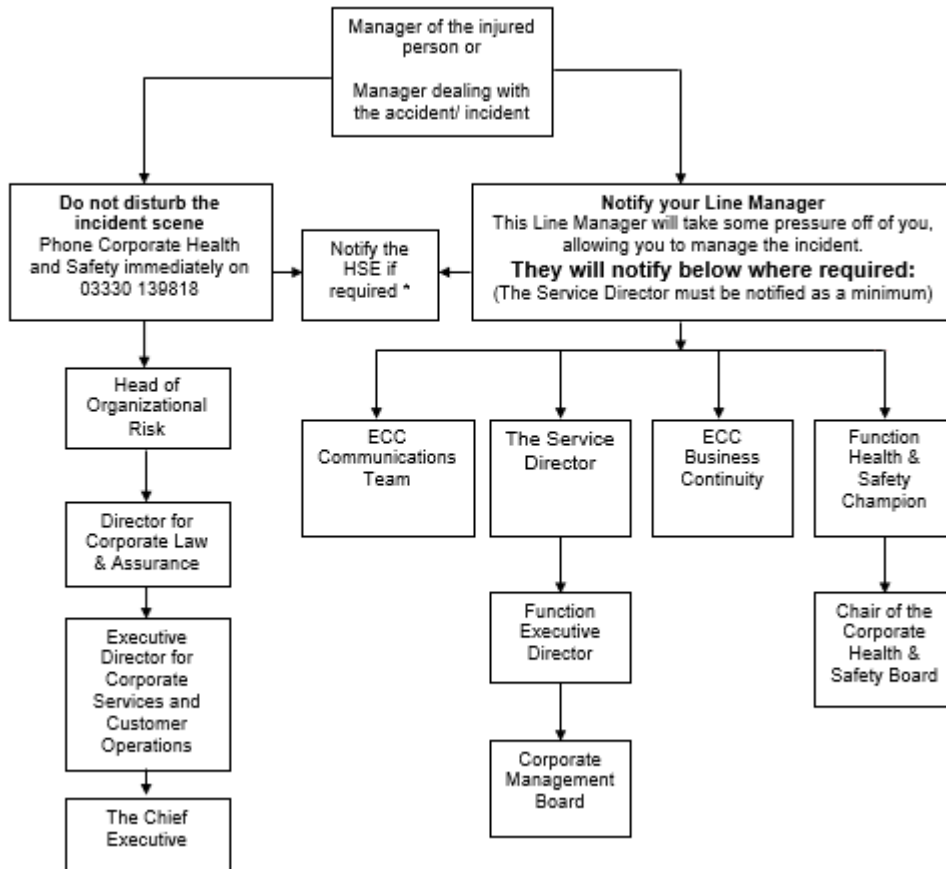 Manager of the injured
person or
Manager dealing with
the accident/ incident
Do not disturb the
incident scene
Phone Corporate Health
and Safety immediately on
03330 139818
Notify the
HSE if
required *
Notify your Line Manager
This Line Manager will take some pressure off of you,
allowing you to manage the incident.
They will notify below where required:
(The Service Director must be notified as a minimum)
Head of
Organizational
Risk
Director for
Corporate Law
& Assurance
Executive
Director for
Corporate
Services and
Customer
Operations
The Chief
Executive
ECC
Communications
Team
The Service
Director
Function
Executive
Director
Corporate
Management
Board
ECC
Business
Continuity
Function
Health &
Safety
Champion
Chair of the
Corporate
Health &
Safety Board